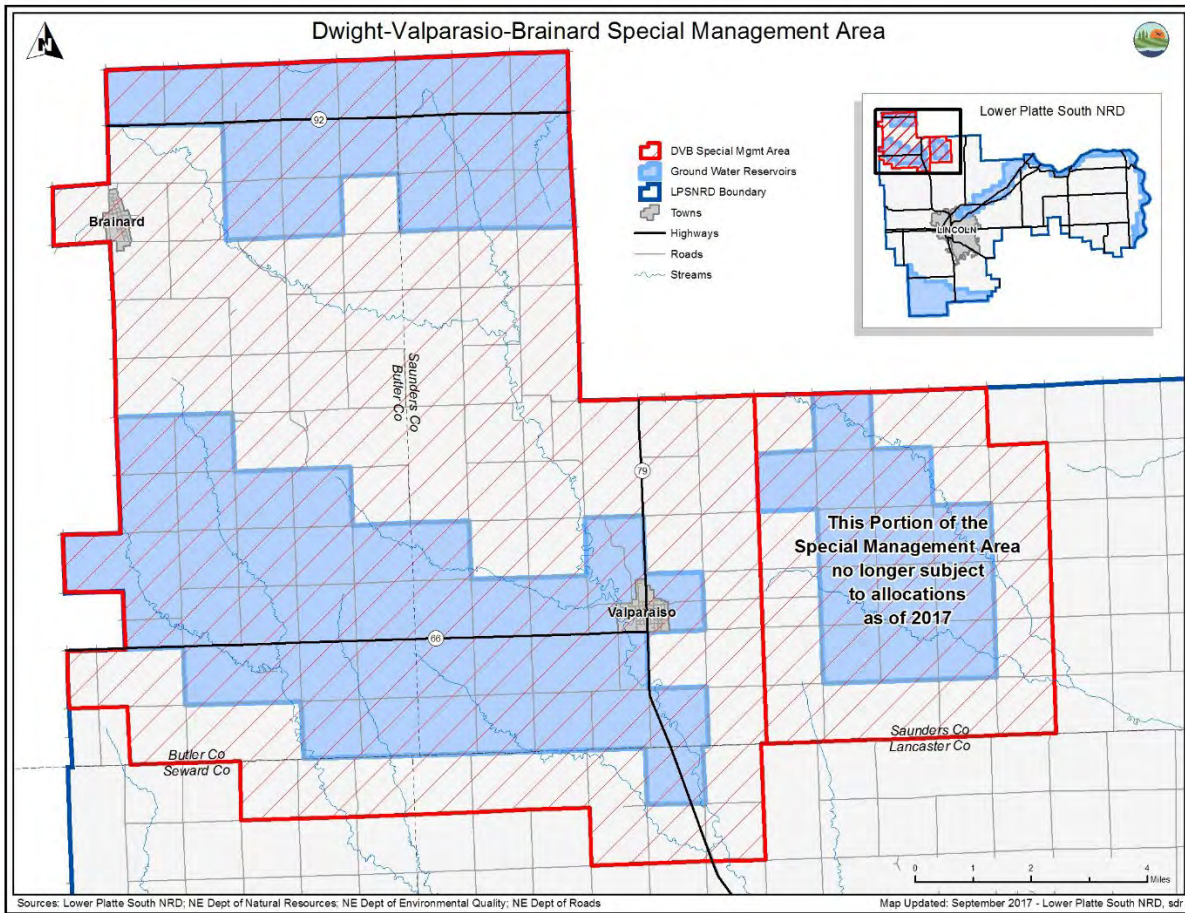 Dwight-Valparasio-Brainard Special Management Area
N
Lower Platte South NRD
LINCOLN
DVB Special Mgmt Area
Ground Water Reservoirs
LPSNRD Boundary
Towns
Highways
Roads
Streams
92
Brainard
Saunders Co
Butler Co
79
This Portion of the
Special Management Area
no longer subject
to allocations
as of 2017
Valparaiso
66
Butler Co
Seward Co
Saunders Co
Lancaster Co
0 1 2 4
Miles
Sources: Lower Platte South NRD; NE Dept of Natural Resources; NE Dept of Environmental Quality; NE Dept of Roads
Map Updated: September 2017 - Lower Platte South NRD, sdr